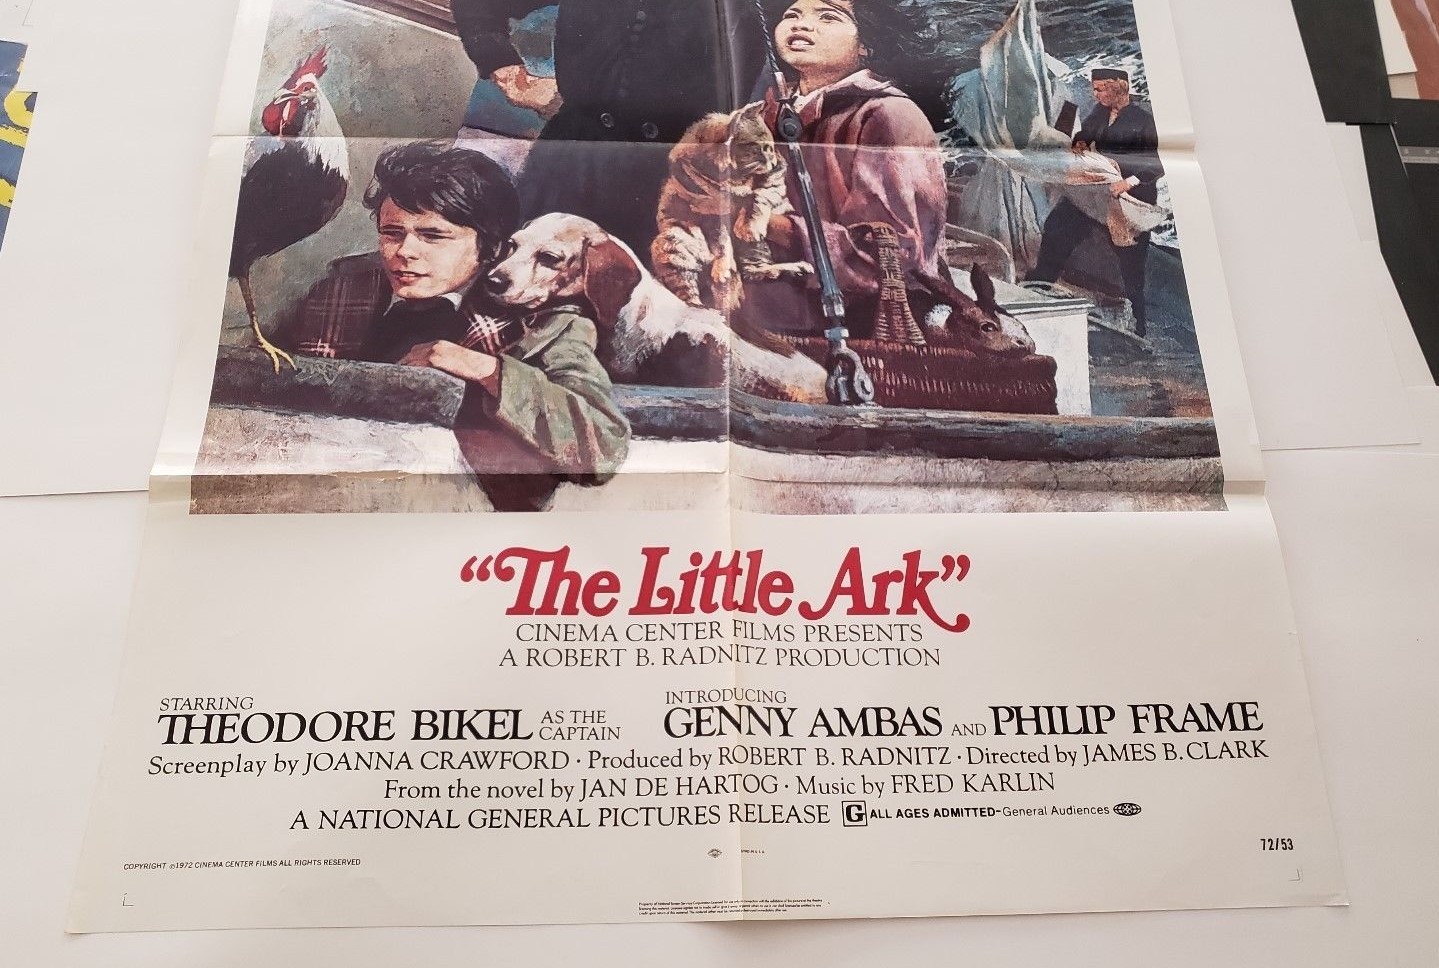 “The Little Ark”
CINEMA CENTER FILMS PRESENTS
A ROBERT B. RADNITZ PRODUCTION
STARRING
THEODORE BIKEL AS THE CAPTAIN
INTRODUCING
GENNY AMBAS AND PHILIP FRAME
Screenplay by JOANNA CRAWFORD · Produced by ROBERT B. RADNITZ · Directed by JAMES B. CLARK
From the novel by JAN DE HARTOG · Music by FRED KARLIN
A NATIONAL GENERAL PICTURES RELEASE G ALL AGES ADMITTED-General Audiences
72/53
COPYRIGHT ©1972 CINEMA CENTER FILMS ALL RIGHTS RESERVED